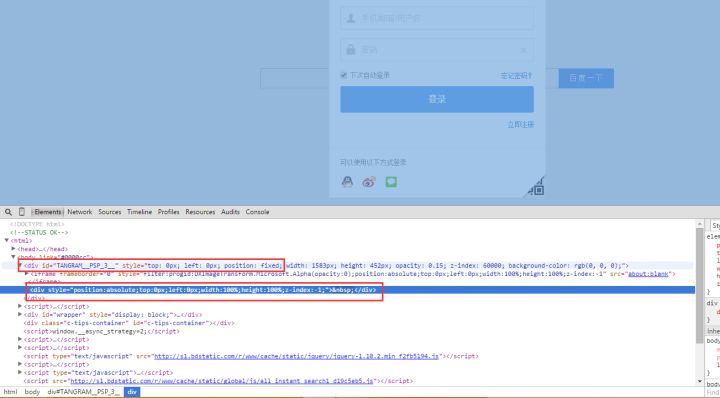 手机/邮箱/用户名
密码
下次自动登录 忘记密码?
登录
百度一下
立即注册
可以使用以下方式登录
Elements Network Sources Timeline Profiles Resources Audits Console
<!DOCTYPE html>
<!--STATUS OK-->
<html>
<head>…</head>
<body link="#0000cc">
<div id="TANGRAM__PSP_3__" style="top: 0px; left: 0px; position: fixed; width: 1583px; height: 452px; opacity: 0.15; z-index: 60000; background-color: rgb(0, 0, 0);">
<iframe frameborder="0" style="filter:progid:DXImageTransform.Microsoft.Alpha(opacity:0);position:absolute;top:0px;left:0px;width:100%;height:100%;z-index:-1" src="about:blank">
</iframe>
<div style="position:absolute;top:0px;left:0px;width:100%;height:100%;z-index:-1;">&nbsp;</div>
</div>
<script>…</script>
<div id="wrapper" style="display: block;">…</div>
<div class="c-tips-container" id="c-tips-container"></div>
<script>window.__async_strategy=2;</script>
<script>…</script>
<script>…</script>
<script type="text/javascript" src="http://s1.bdstatic.com/r/www/cache/static/jquery/jquery-1.10.2.min_f2fb5194.js"></script>
<script>…</script>
<script type="text/javascript" src="http://s1.bdstatic.com/r/www/cache/static/global/js/all_instant_search1_d19c5eb5.js"></script>
html body div#TANGRAM__PSP_3__ div
Find